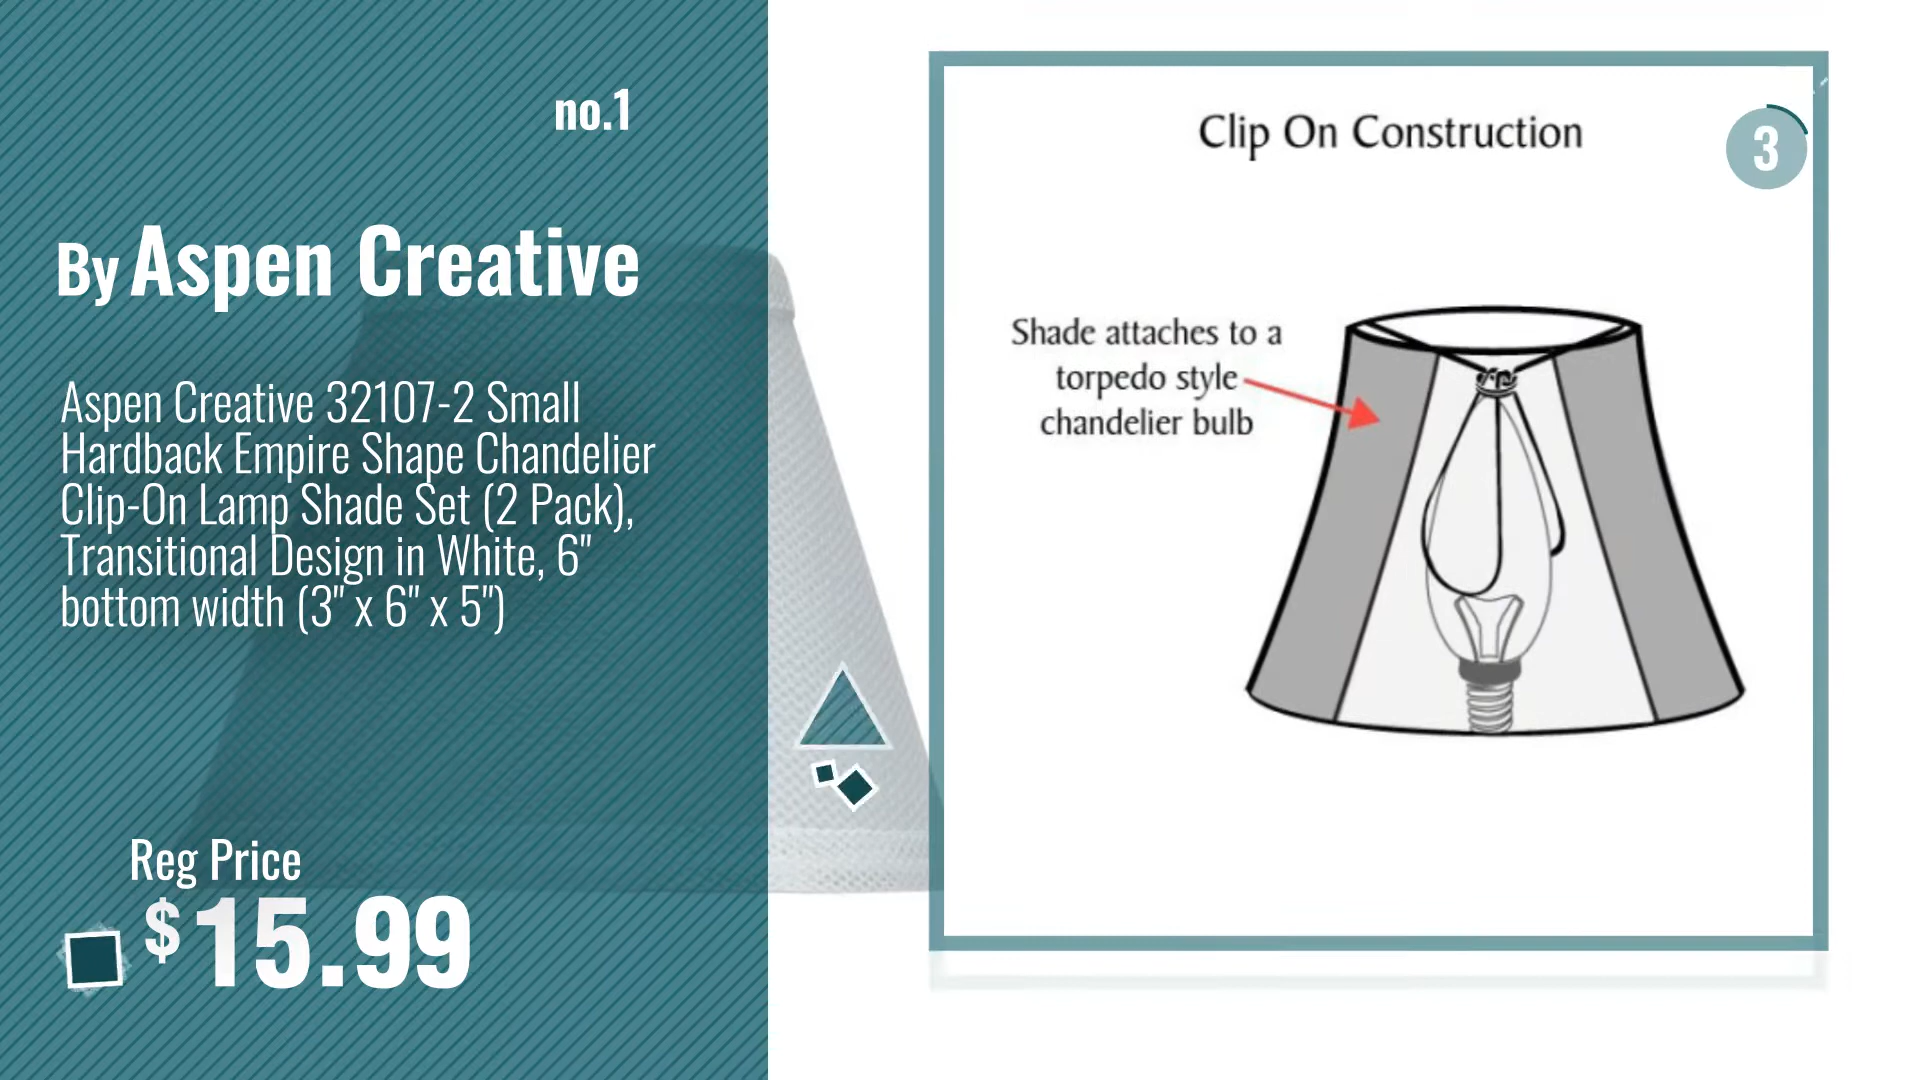 no.1
By Aspen Creative
Aspen Creative 32107-2 Small
Hardback Empire Shape Chandelier
Clip-On Lamp Shade Set (2 Pack),
Transitional Design in White, 6"
bottom width (3" x 6" x 5")
Reg Price
$15.99
Clip On Construction
3
Shade attaches to a
torpedo style
chandelier bulb